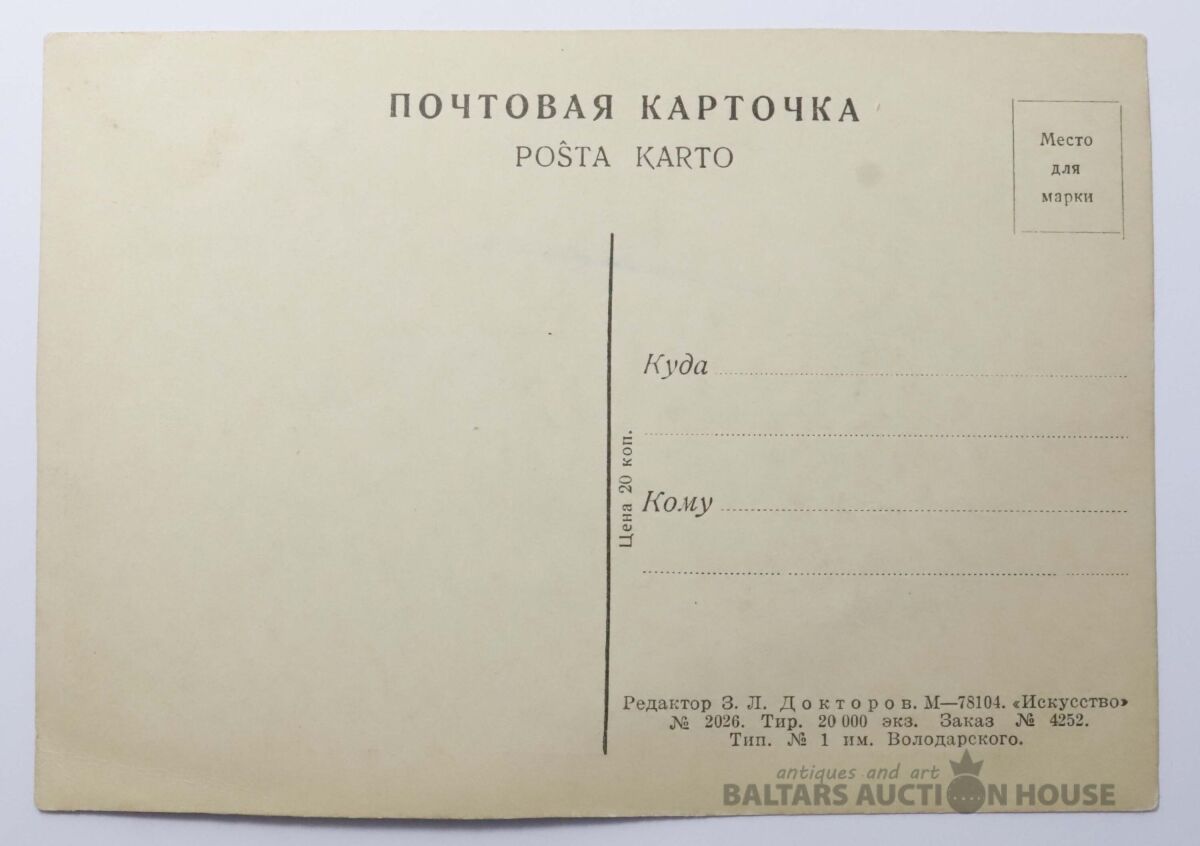 ПОЧТОВАЯ КАРТОЧКА
POŜTA KARTO
Место
для
марки
Куда
Цена 20 коп.
Кому
Редактор З. Л. Докторов. М—78104. «Искусство»
№ 2026. Тир. 20 000 экз. Заказ № 4252.
Тип. № 1 им. Володарского.
antiques and art
BALTARS AUCTION HOUSE